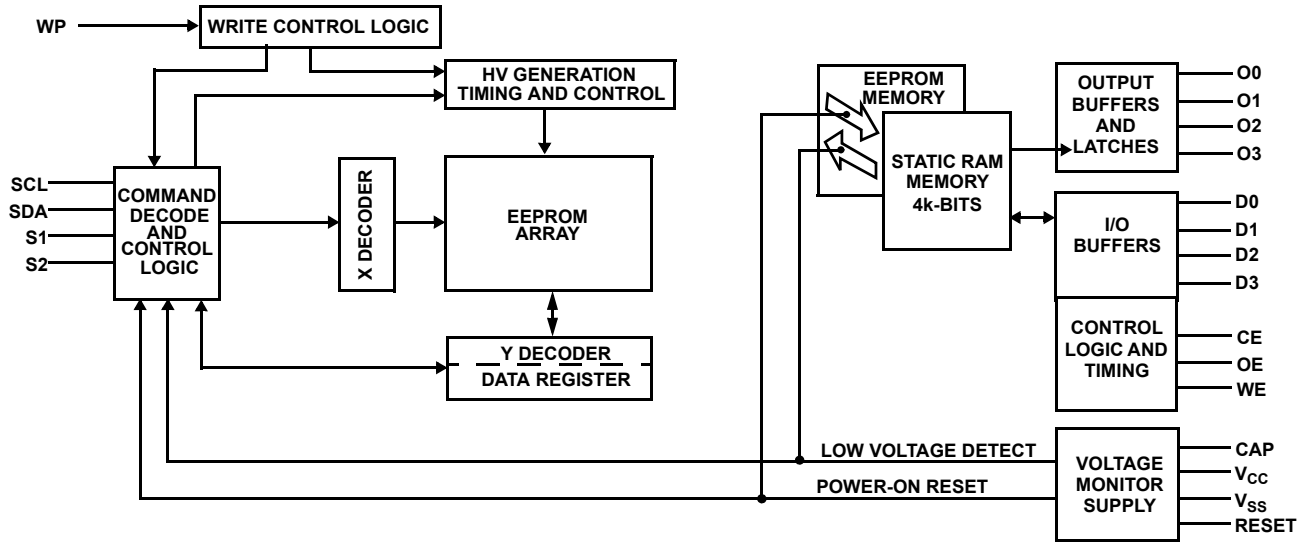 WP
WRITE CONTROL LOGIC
HV GENERATION
TIMING AND CONTROL
SCL
SDA
S1
S2
COMMAND
DECODE
AND
CONTROL
LOGIC
X DECODER
EEPROM
ARRAY
Y DECODER
DATA REGISTER
EEPROM
MEMORY
STATIC RAM
MEMORY
4k-BITS
OUTPUT
BUFFERS
AND
LATCHES
O0
O1
O2
O3
I/O
BUFFERS
D0
D1
D2
D3
CONTROL
LOGIC AND
TIMING
CE
OE
WE
LOW VOLTAGE DETECT
POWER-ON RESET
VOLTAGE
MONITOR
SUPPLY
CAP
VCC
VSS
RESET